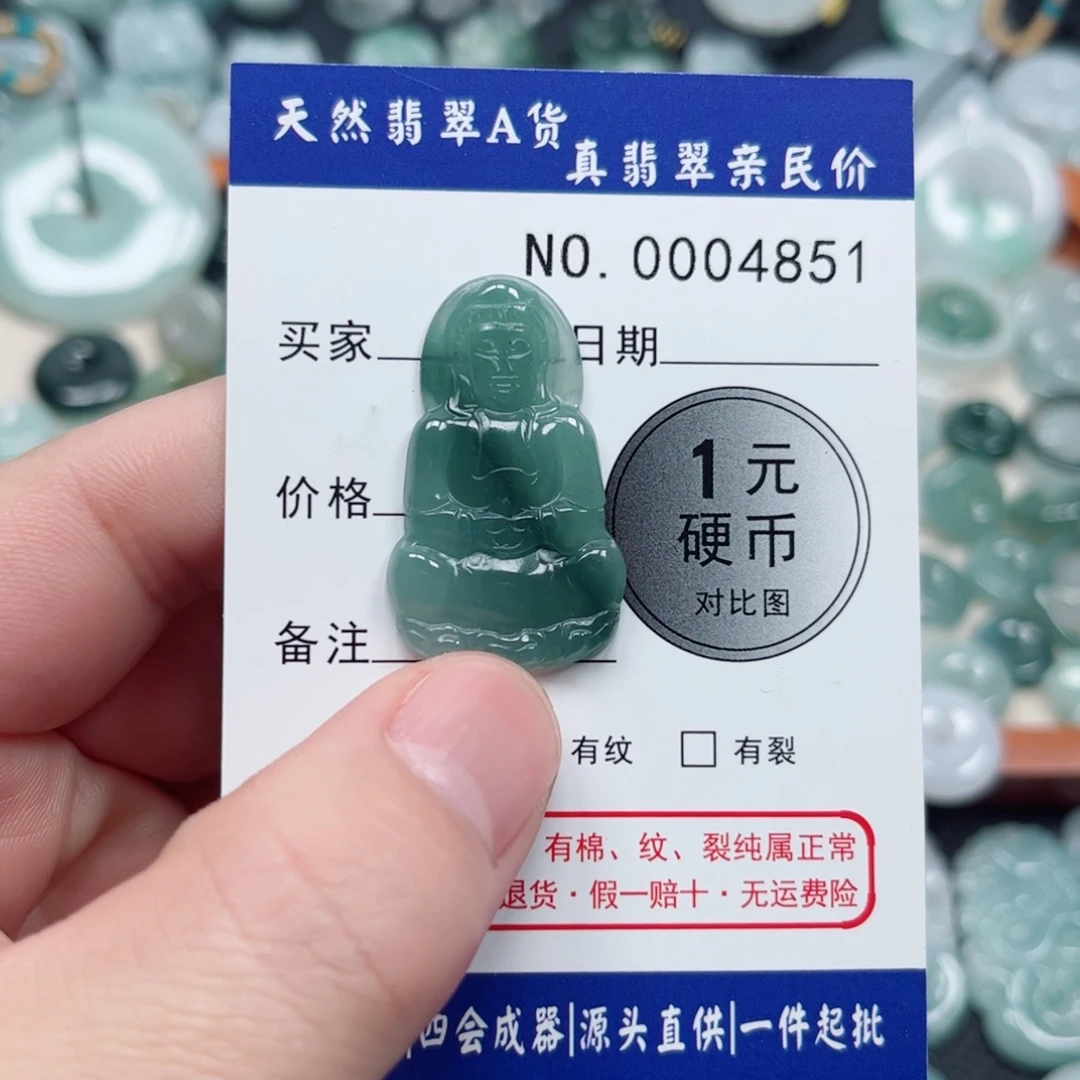 天然翡翠A货
真翡翠亲民价
NO. 0004851
买家
日期
价格
1元
硬币
对比图
备注
有纹 □ 有裂
有棉、纹、裂纯属正常
退货·假一赔十·无运费险
四会成器|源头直供|一件起批